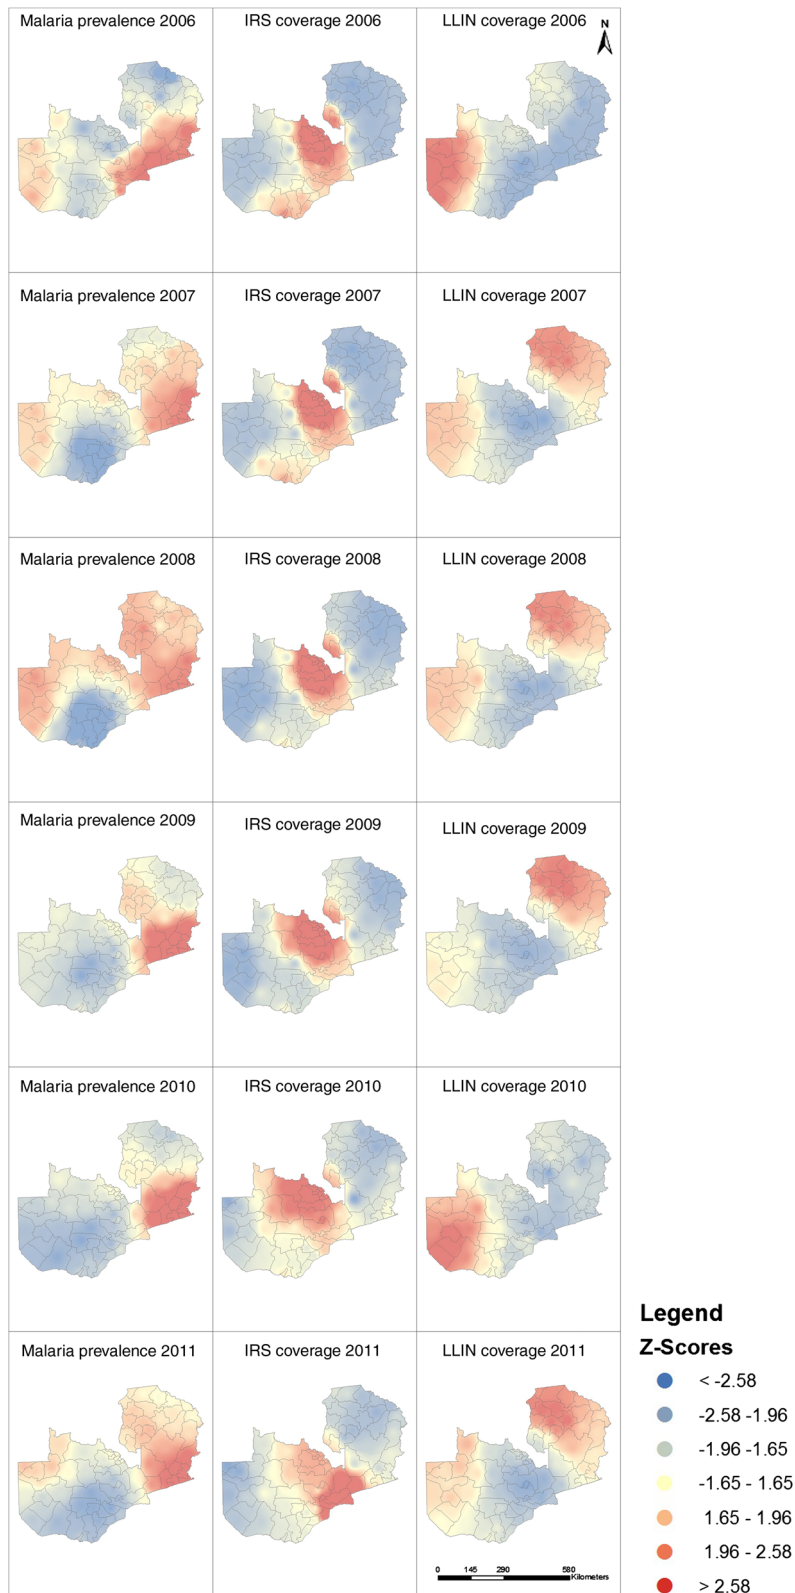 Malaria prevalence 2006
IRS coverage 2006
LLIN coverage 2006
N
Malaria prevalence 2007
IRS coverage 2007
LLIN coverage 2007
Malaria prevalence 2008
IRS coverage 2008
LLIN coverage 2008
Malaria prevalence 2009
IRS coverage 2009
LLIN coverage 2009
Malaria prevalence 2010
IRS coverage 2010
LLIN coverage 2010
Malaria prevalence 2011
IRS coverage 2011
LLIN coverage 2011
0 145 290 580
Kilometers
Legend
Z-Scores
< -2.58
-2.58 -1.96
-1.96 -1.65
-1.65 - 1.65
1.65 - 1.96
1.96 - 2.58
> 2.58